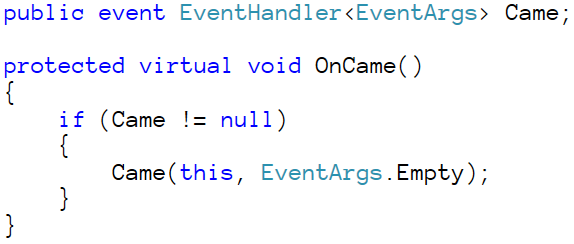 public event EventHandler<EventArgs> Came;
protected virtual void OnCame()
{
    if (Came != null)
    {
        Came(this, EventArgs.Empty);
    }
}